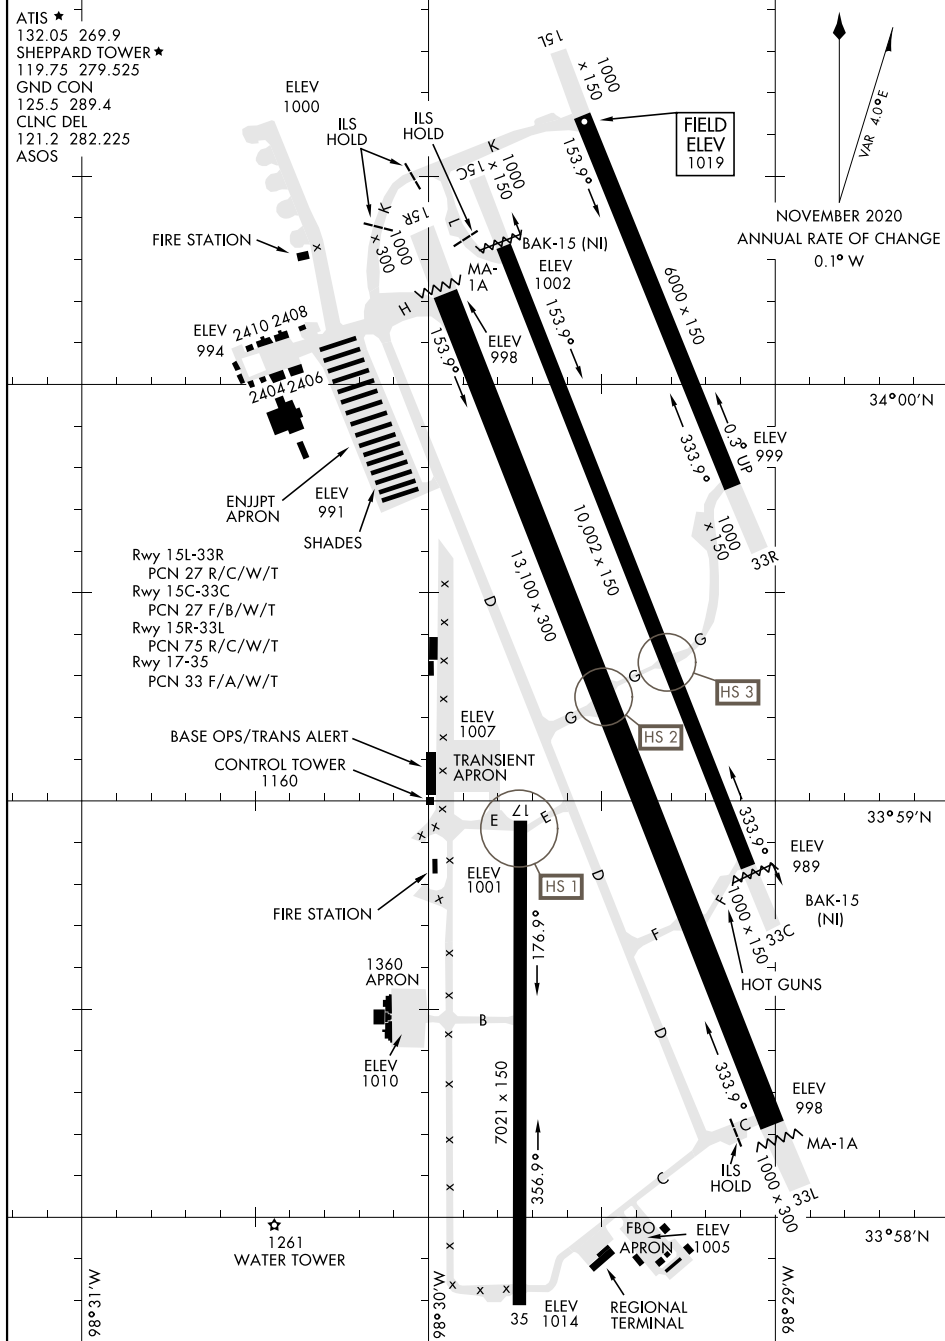 ATIS ★
132.05 269.9
SHEPPARD TOWER ★
119.75 279.525
GND CON
125.5 289.4
CLNC DEL
121.2 282.225
ASOS
ELEV
1000
ILS
HOLD
ILS
HOLD
15L
1000
x 150
FIELD
ELEV
1019
VAR 4.0°E
NOVEMBER 2020
ANNUAL RATE OF CHANGE
0.1° W
K
15C
1000
x 150
153.9°
K
15R
1000
x 300
L
FIRE STATION
x
BAK-15 (NI)
ELEV
1002
MA-
1A
H
ELEV
998
153.9°
153.9°
6000 x 150
ELEV
994
2410
2408
2404
2406
34°00'N
333.9°
0.3° UP
ELEV
999
ENJJPT
APRON
ELEV
991
SHADES
1000
x 150
33R
10,002 x 150
13,100 x 300
Rwy 15L-33R
PCN 27 R/C/W/T
Rwy 15C-33C
PCN 27 F/B/W/T
Rwy 15R-33L
PCN 75 R/C/W/T
Rwy 17-35
PCN 33 F/A/W/T
x
x
x
x
x
x
x
D
G
G
G
HS 3
HS 2
ELEV
1007
BASE OPS/TRANS ALERT
TRANSIENT
APRON
CONTROL TOWER
1160
33°59'N
17
E
E
x
x
x
ELEV
1001
HS 1
D
333.9°
ELEV
989
BAK-15
(NI)
F
F
1000 x 150
33C
HOT GUNS
FIRE STATION
176.9°
1360
APRON
B
ELEV
1010
x
x
x
x
x
x
x
x
D
7021 x 150
333.9°
ELEV
998
C
MA-1A
ILS
HOLD
1000 x 300
33L
356.9°
C
33°58'N
1261
WATER TOWER
FBO
APRON
ELEV
1005
x
x
x
35
ELEV
1014
REGIONAL
TERMINAL
98°31'W
98°30'W
98°29'W